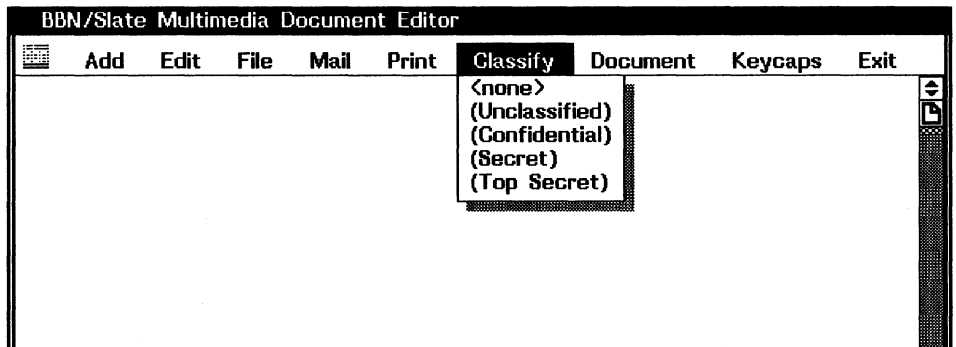 BBN/Slate Multimedia Document Editor
Add Edit File Mail Print Classify Document Keycaps Exit
<none>
(Unclassified)
(Confidential)
(Secret)
(Top Secret)